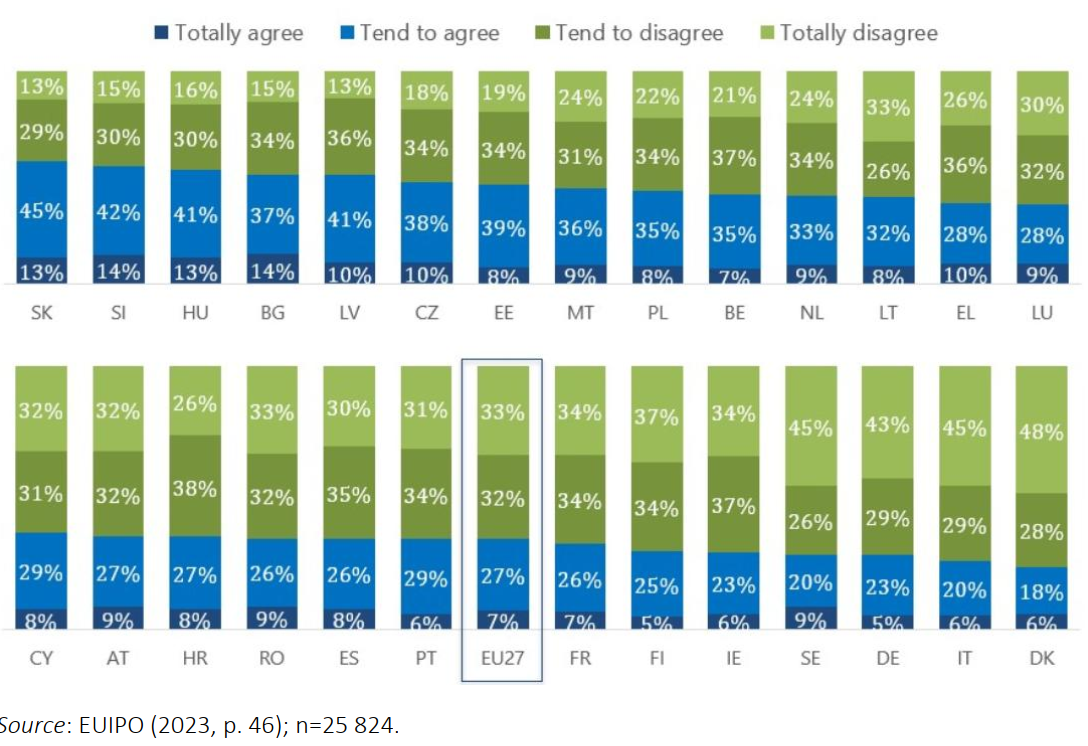 Totally agree Tend to agree Tend to disagree Totally disagree
13% 15% 16% 15% 13% 18% 19% 24% 22% 21% 24% 33% 26% 30%
29% 30% 30% 34% 36% 34% 34% 31% 34% 37% 34% 26% 36% 32%
45% 42% 41% 37% 41% 38% 39% 36% 35% 35% 33% 32% 28% 28%
13% 14% 13% 14% 10% 10% 8% 9% 8% 7% 9% 8% 10% 9%
SK SI HU BG LV CZ EE MT PL BE NL LT EL LU
32% 32% 26% 33% 30% 31% 33% 34% 37% 34% 45% 43% 45% 48%
31% 32% 38% 32% 35% 34% 32% 34% 34% 37% 26% 29% 29% 28%
29% 27% 27% 26% 26% 29% 27% 26% 25% 23% 20% 23% 20% 18%
8% 9% 8% 9% 8% 6% 7% 7% 5% 6% 9% 5% 6% 6%
CY AT HR RO ES PT EU27 FR FI IE SE DE IT DK
Source: EUIPO (2023, p. 46); n=25 824.